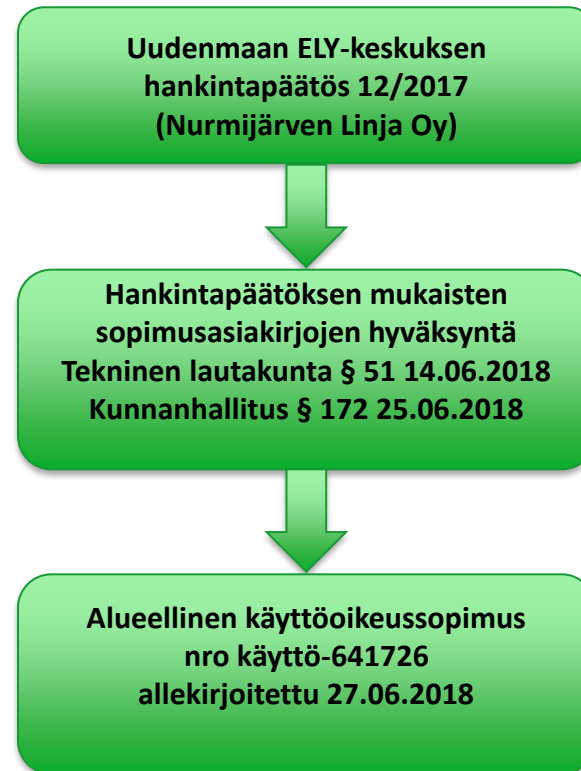 Uudenmaan ELY-keskuksen
hankintapäätös 12/2017
(Nurmijärven Linja Oy)
Hankintapäätöksen mukaisten
sopimusasiakirjojen hyväksyntä
Tekninen lautakunta § 51 14.06.2018
Kunnanhallitus § 172 25.06.2018
Alueellinen käyttöoikeussopimus
nro käyttö-641726
allekirjoitettu 27.06.2018